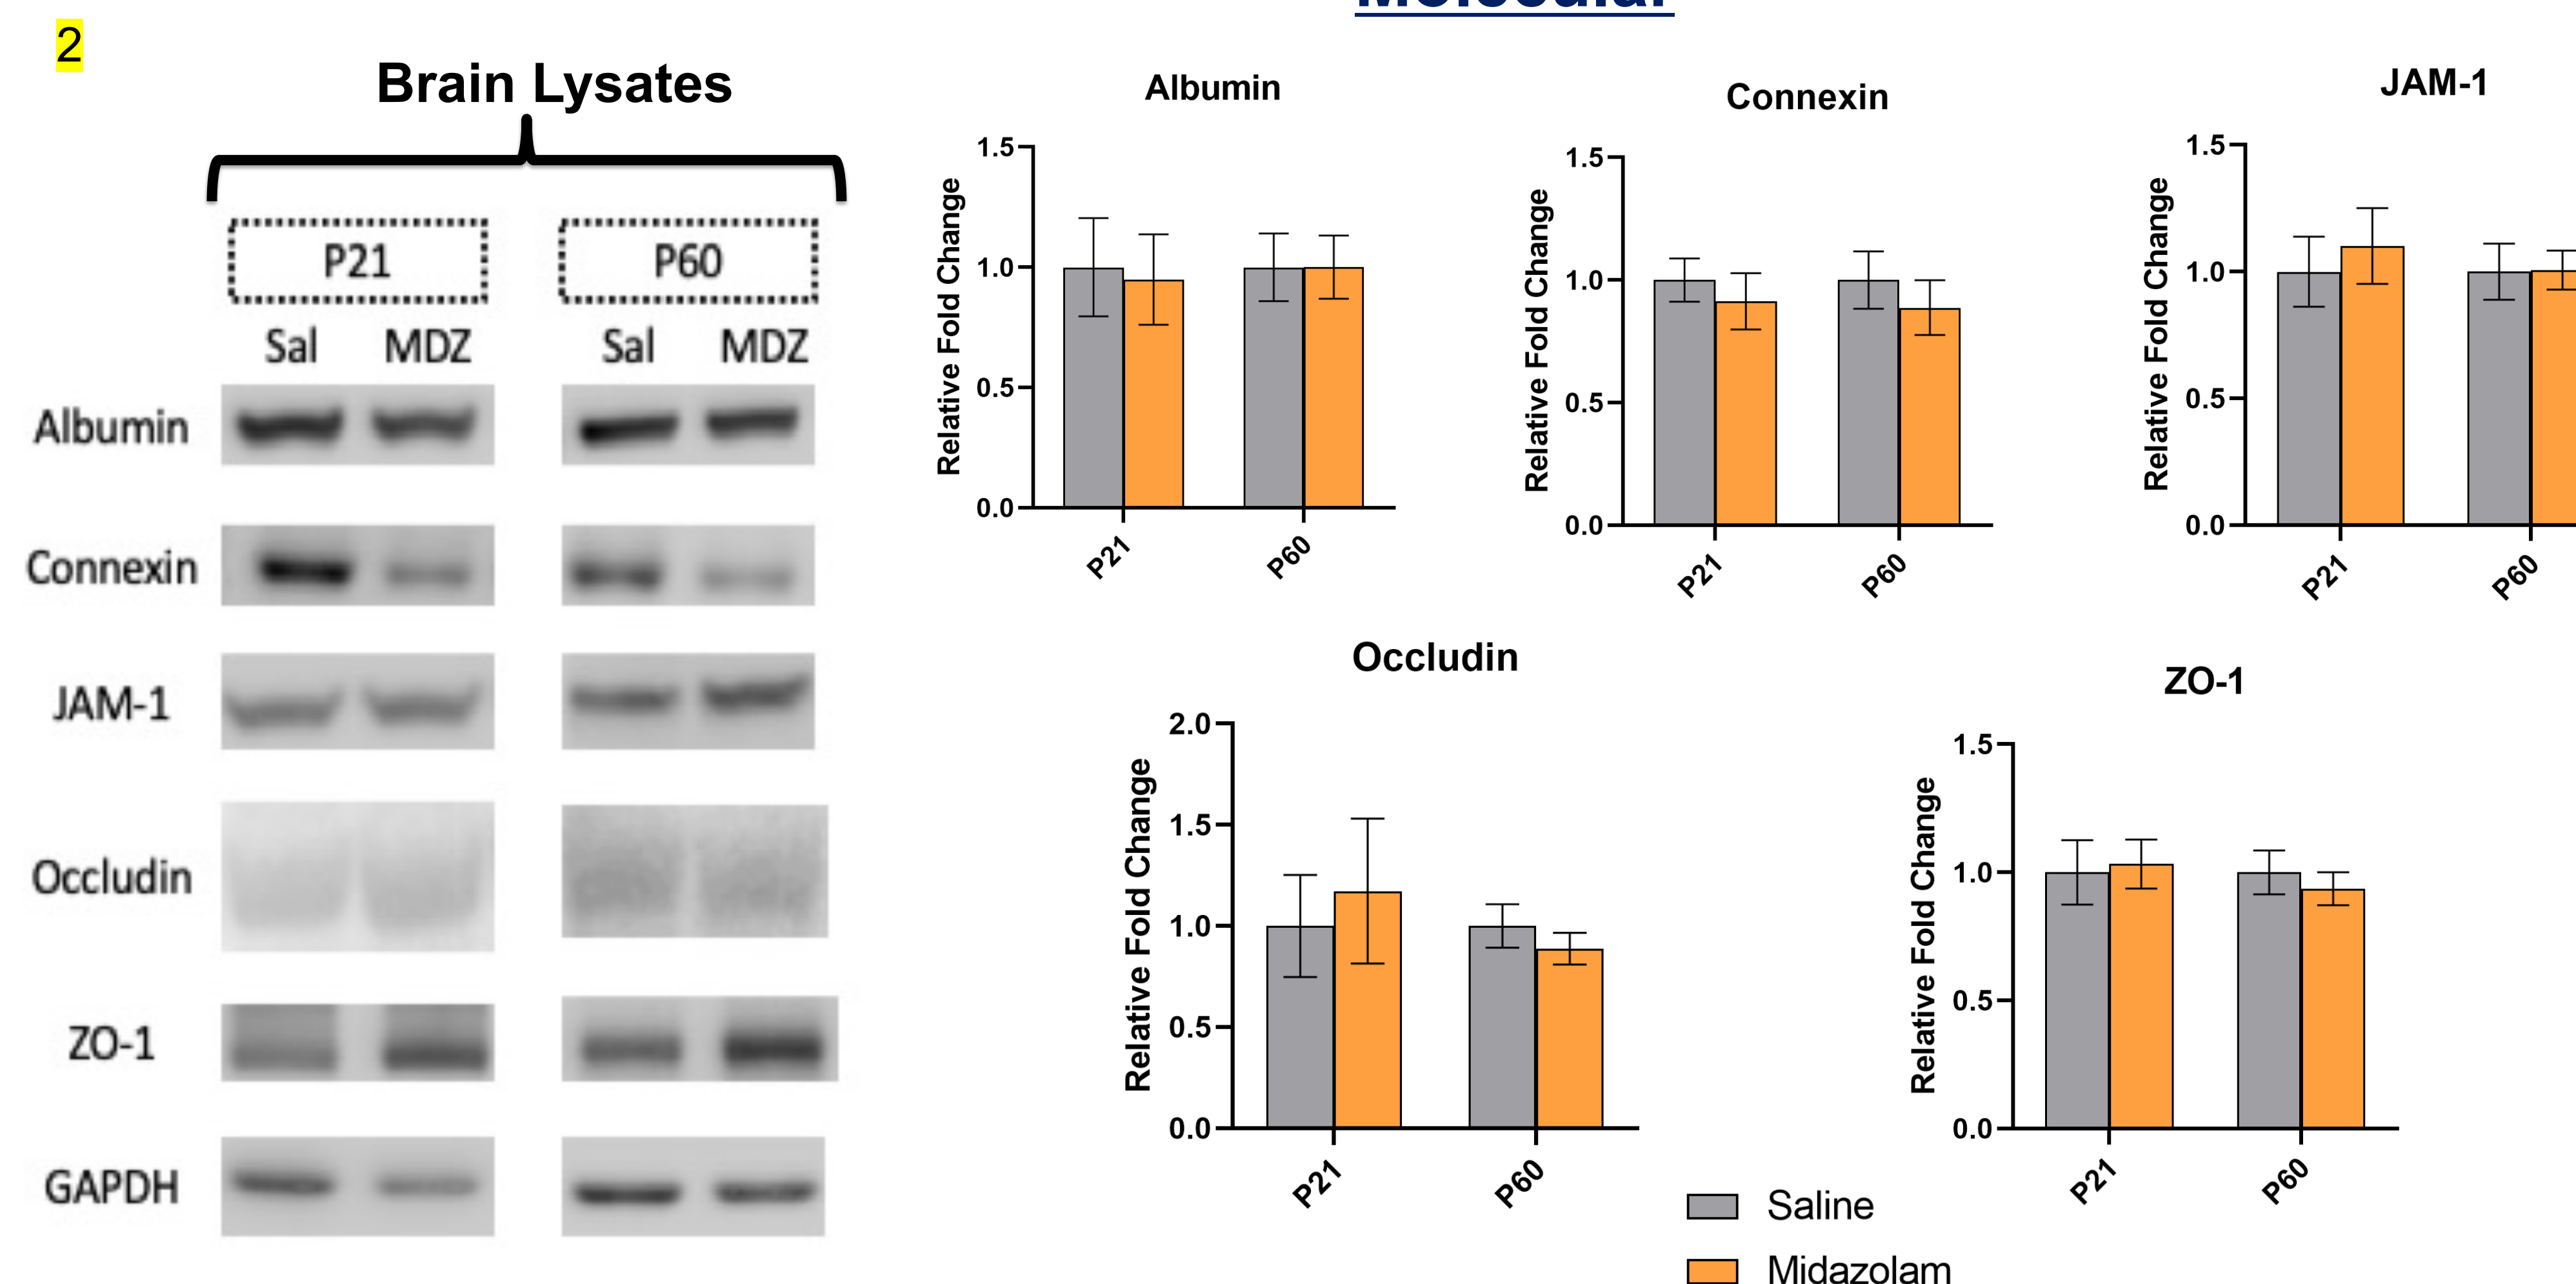 Molecular
2
Brain Lysates
P21
P60
Sal
MDZ
Sal
MDZ
Albumin
Connexin
JAM-1
Occludin
ZO-1
GAPDH
Albumin
Relative Fold Change
1.5
1.0
0.5
0.0
P21
P60
Connexin
Relative Fold Change
1.5
1.0
0.5
0.0
P21
P60
JAM-1
Relative Fold Change
1.5
1.0
0.5
0.0
P21
P60
Occludin
Relative Fold Change
2.0
1.5
1.0
0.5
0.0
P21
P60
ZO-1
Relative Fold Change
1.5
1.0
0.5
0.0
P21
P60
Saline
Midazolam